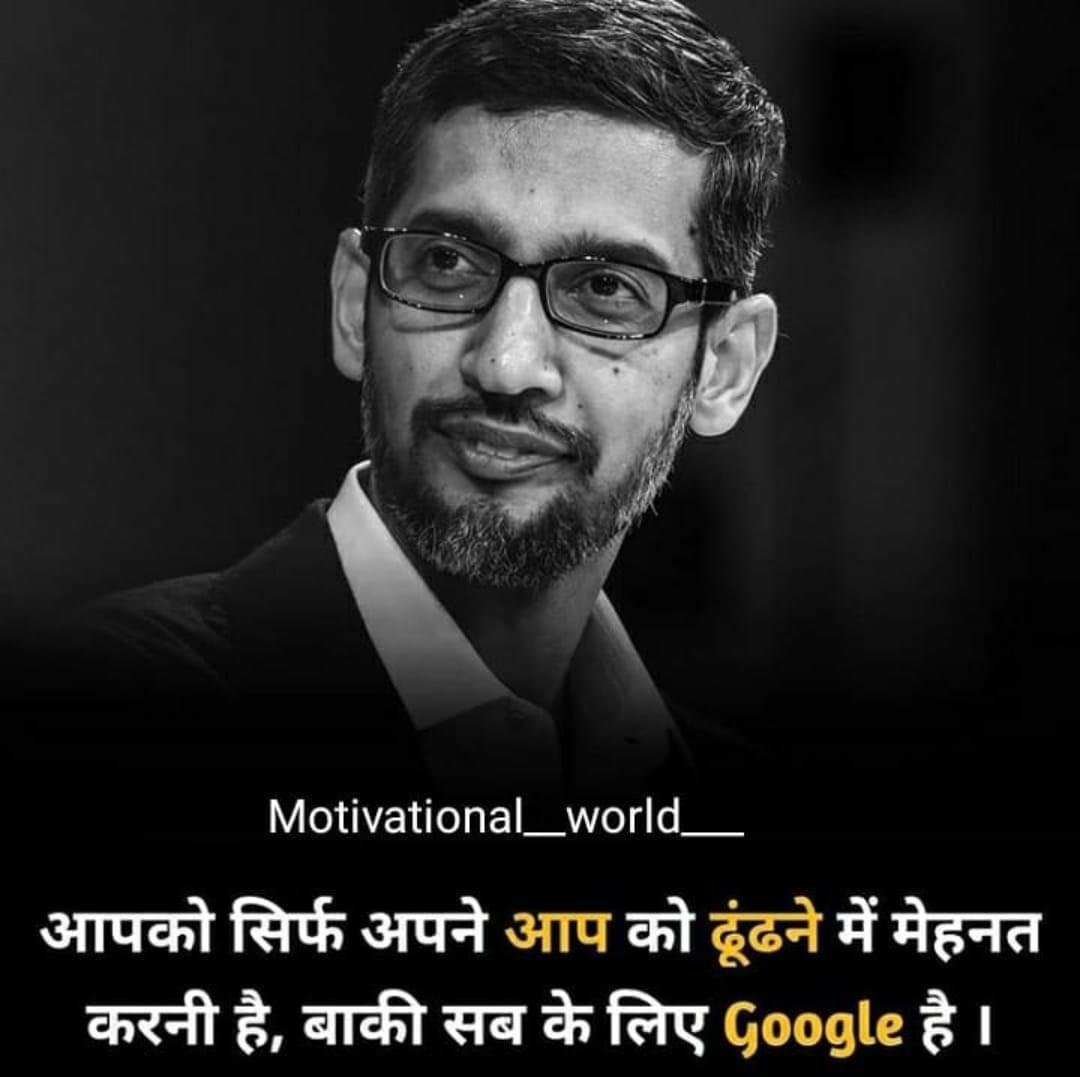 Motivational__world___
आपको सिर्फ अपने आप को ढूंढने में मेहनत
करनी है, बाकी सब के लिए Google है ।